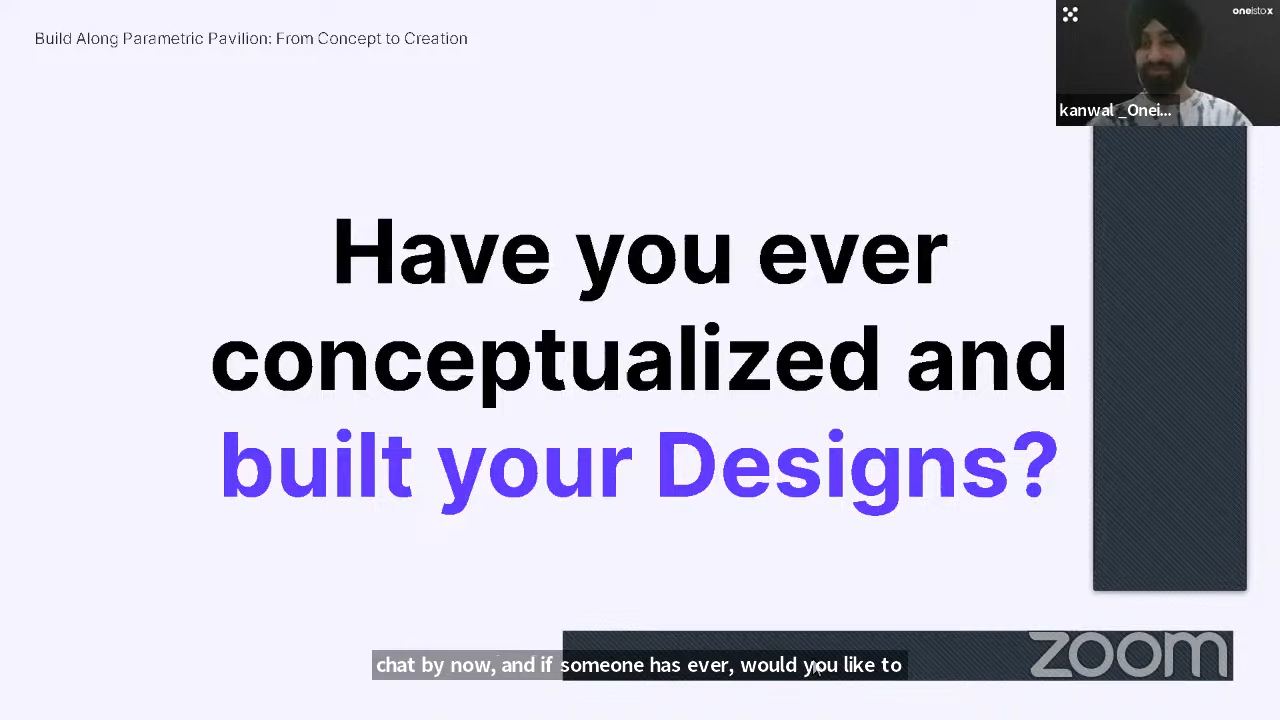 Build Along Parametric Pavilion: From Concept to Creation
oneistox
kanwal _Onei...
Have you ever
conceptualized and
built your Designs?
chat by now, and if someone has ever, would you like to
zoom